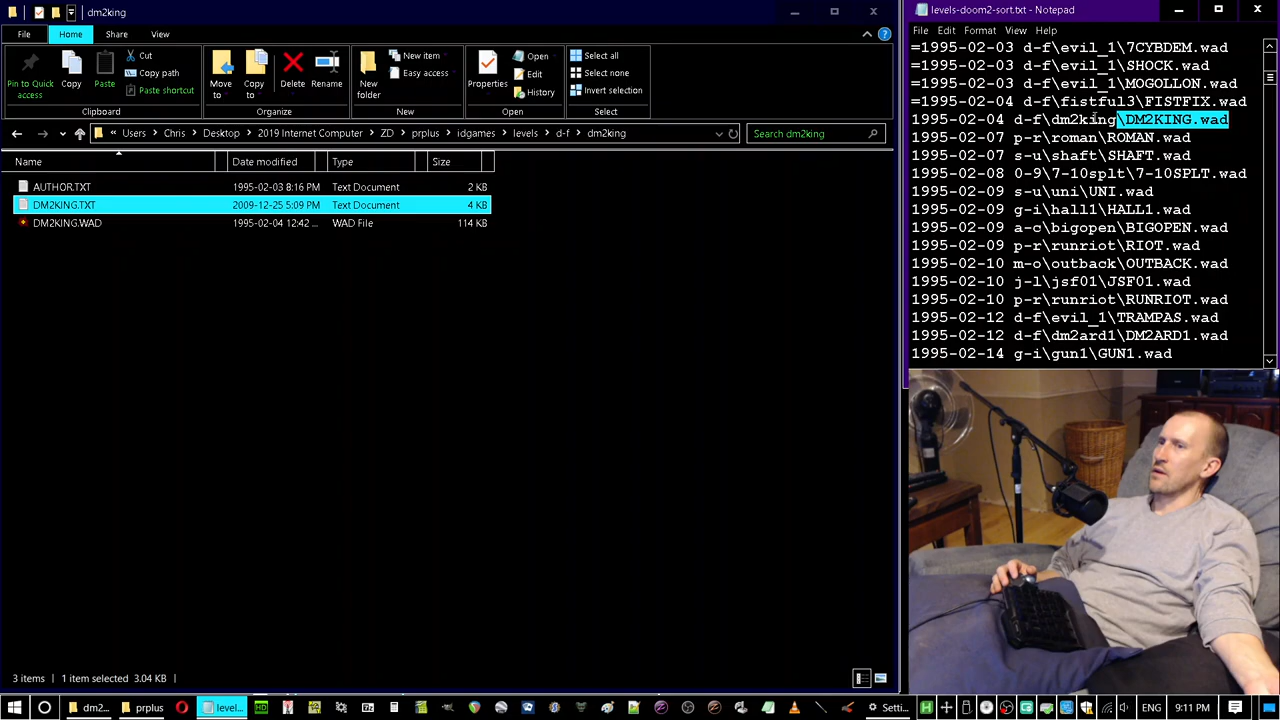 dm2king
File
Home
Share
View
Pin to Quick access
Copy
Paste
Cut
Copy path
Paste shortcut
Clipboard
Move to
Copy to
Delete
Rename
Organize
New folder
New item
Easy access
New
Properties
Open
Edit
History
Open
Select all
Select none
Invert selection
Select
« Users > Chris > Desktop > 2019 Internet Computer > ZD > prplus > idgames > levels > d-f > dm2king
Search dm2king
Name Date modified Type Size
AUTHOR.TXT 1995-02-03 8:16 PM Text Document 2 KB
DM2KING.TXT 2009-12-25 5:09 PM Text Document 4 KB
DM2KING.WAD 1995-02-04 12:42 ... WAD File 114 KB
3 items 1 item selected 3.04 KB
levels-doom2-sort.txt - Notepad
File Edit Format View Help
=1995-02-03 d-f\evil_1\7CYBDEM.wad
=1995-02-03 d-f\evil_1\SHOCK.wad
=1995-02-03 d-f\evil_1\MOGOLLON.wad
=1995-02-04 d-f\fistful3\FISTFIX.wad
1995-02-04 d-f\dm2king\DM2KING.wad
1995-02-07 p-r\roman\ROMAN.wad
1995-02-07 s-u\shaft\SHAFT.wad
1995-02-08 0-9\7-10splt\7-10SPLT.wad
1995-02-09 s-u\uni\UNI.wad
1995-02-09 g-i\hall1\HALL1.wad
1995-02-09 a-c\bigopen\BIGOPEN.wad
1995-02-09 p-r\runriot\RIOT.wad
1995-02-10 m-o\outback\OUTBACK.wad
1995-02-10 j-l\jsf01\JSF01.wad
1995-02-10 p-r\runriot\RUNRIOT.wad
1995-02-12 d-f\evil_1\TRAMPAS.wad
1995-02-12 d-f\dm2ard1\DM2ARD1.wad
1995-02-14 g-i\gun1\GUN1.wad
dm2... prplus level... Setti... ENG 9:11 PM